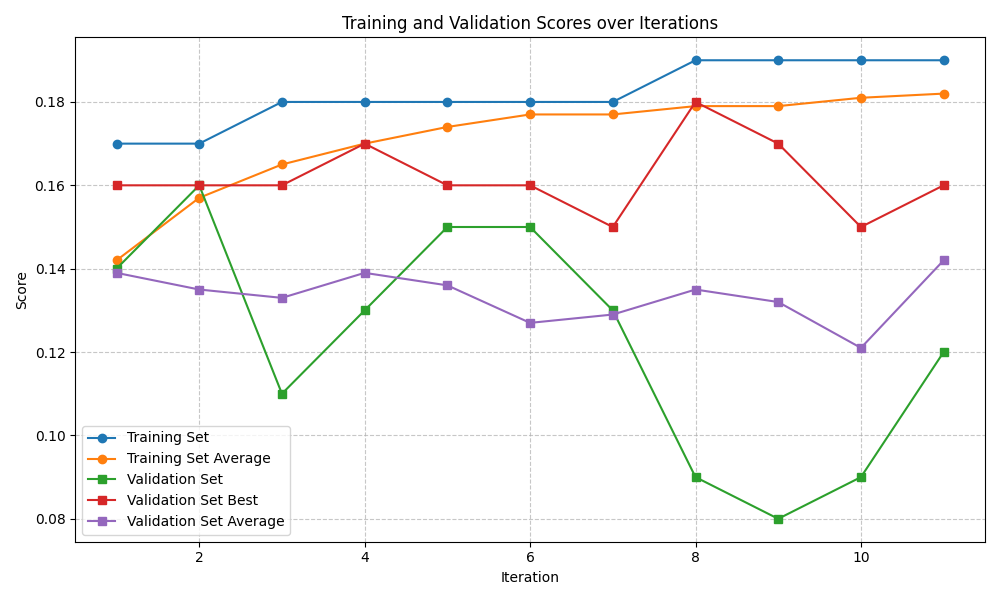 Training and Validation Scores over Iterations
Score
0.18
0.16
0.14
0.12
0.10
0.08
Training Set
Training Set Average
Validation Set
Validation Set Best
Validation Set Average
2
4
6
8
10
Iteration